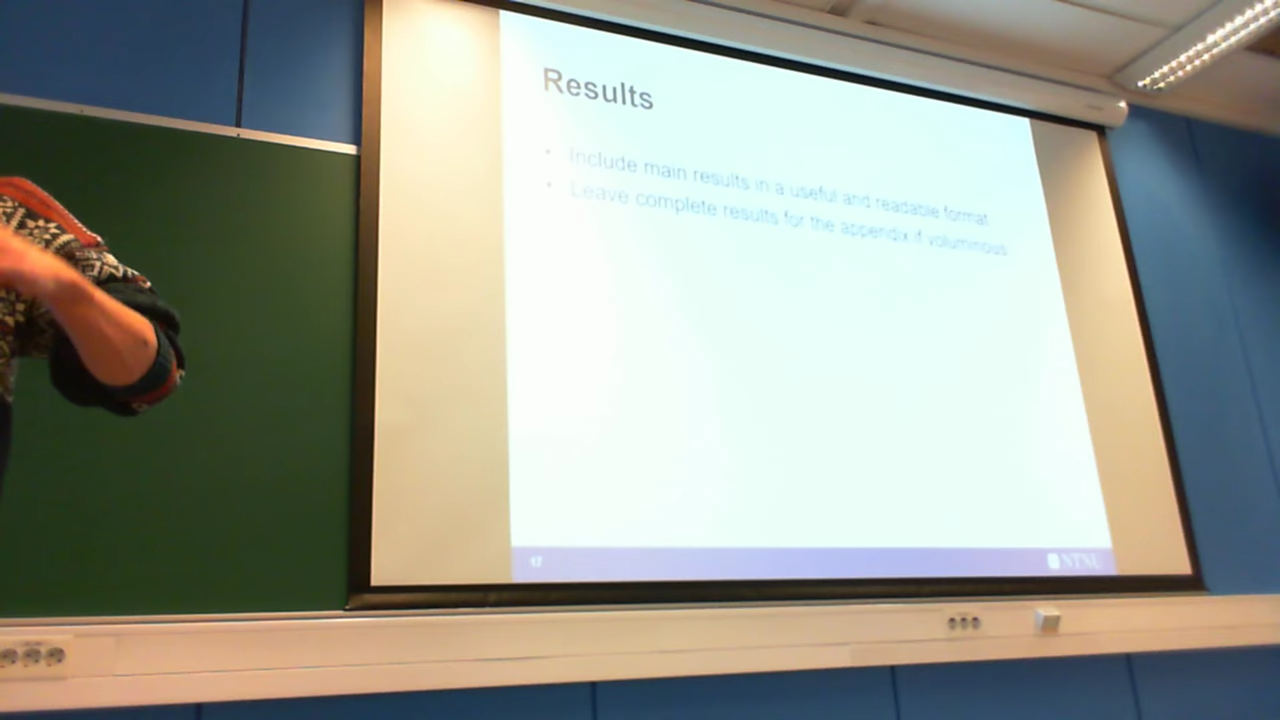 Results
• Include main results in a useful and readable format
• Leave complete results for the appendix if voluminous
17
NTNU